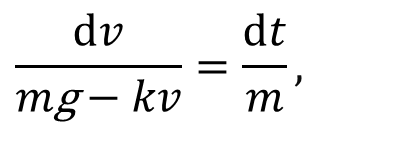 dv/(mg − kv) = dt/m,